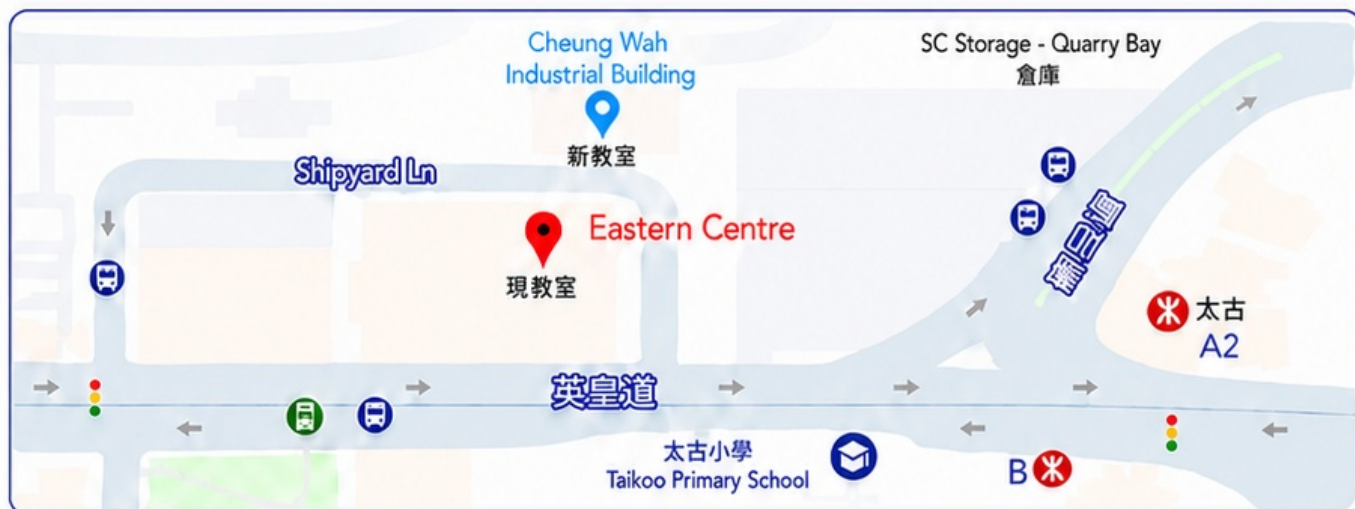 Cheung Wah
Industrial Building
新教室
SC Storage - Quarry Bay
倉庫
Shipyard Ln
Eastern Centre
現教室
太古
A2
英皇道
太古小學
Taikoo Primary School
B